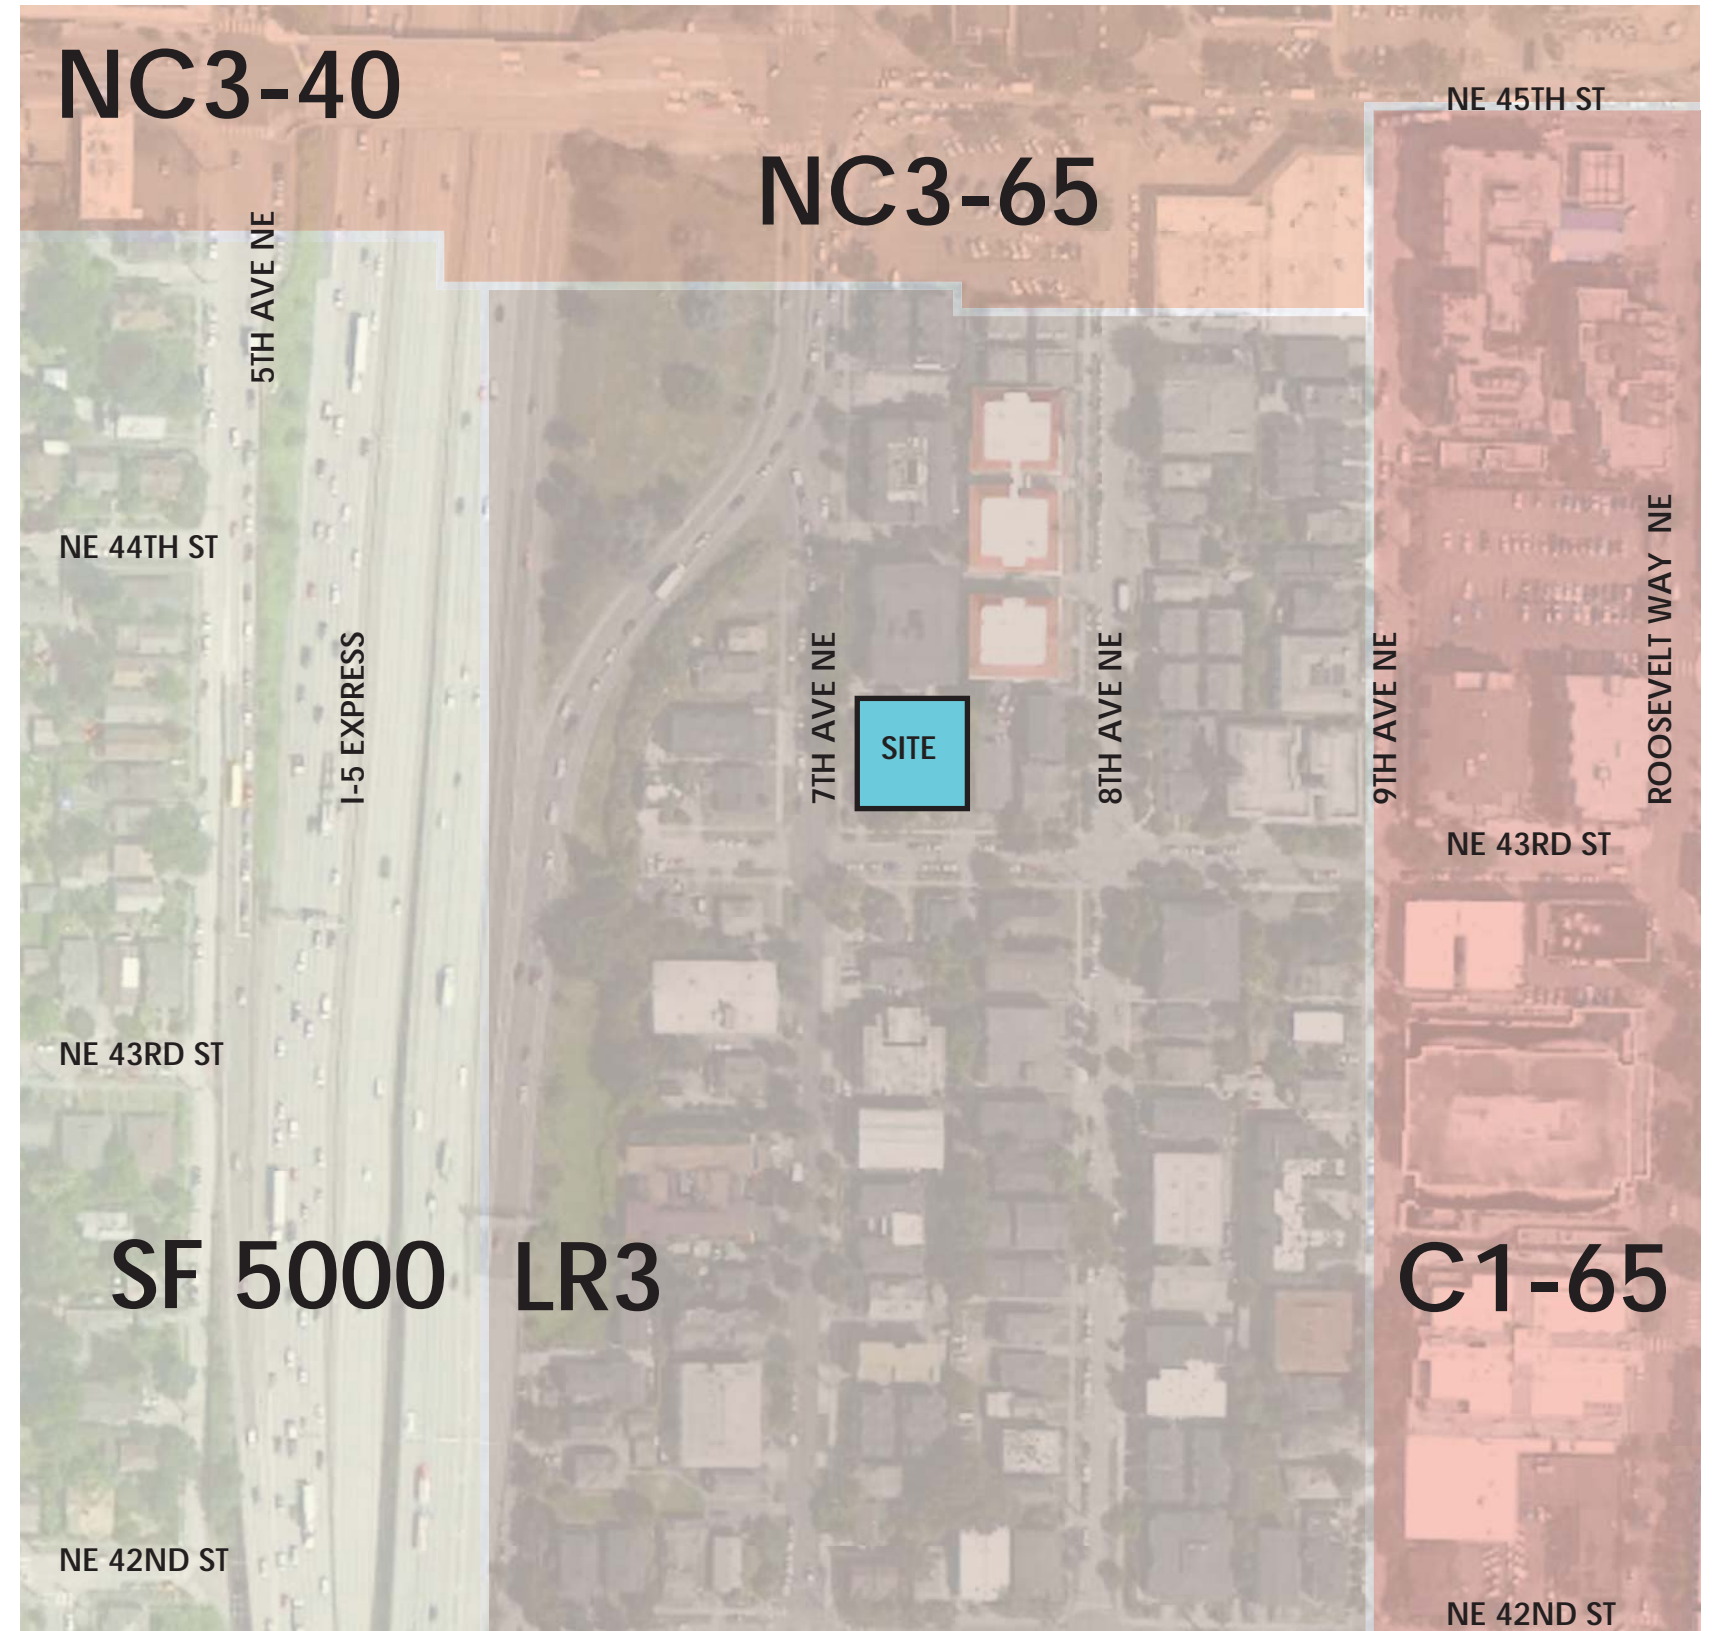 NC3-40
NE 45TH ST
NC3-65
5TH AVE NE
NE 44TH ST
ROOSEVELT WAY NE
I-5 EXPRESS
7TH AVE NE
8TH AVE NE
9TH AVE NE
SITE
NE 43RD ST
NE 43RD ST
SF 5000
LR3
C1-65
NE 42ND ST
NE 42ND ST